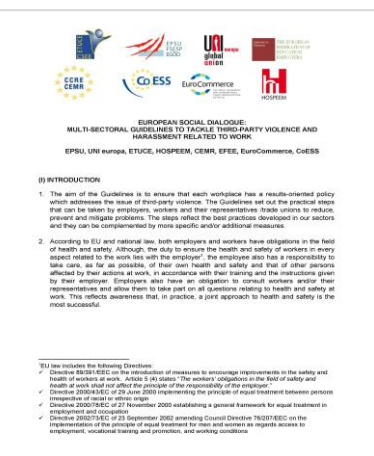 ETUCE
CSEE
EPSU
FSESP
EGÖD
UNI europa
global
union
THE EUROPEAN
FEDERATION OF
EDUCATION
EMPLOYERS
CCRE
CEMR
CoESS
EuroCommerce
HOSPEEM
EUROPEAN SOCIAL DIALOGUE:
MULTI-SECTORAL GUIDELINES TO TACKLE THIRD-PARTY VIOLENCE AND
HARASSMENT RELATED TO WORK
EPSU, UNI europa, ETUCE, HOSPEEM, CEMR, EFEE, EuroCommerce, CoESS
(I) INTRODUCTION
1. The aim of the Guidelines is to ensure that each workplace has a results-oriented policy
which addresses the issue of third-party violence. The Guidelines set out the practical steps
that can be taken by employers, workers and their representatives /trade unions to reduce,
prevent and mitigate problems. The steps reflect the best practices developed in our sectors
and they can be complemented by more specific and/or additional measures.
2. According to EU and national law, both employers and workers have obligations in the field
of health and safety. Although, the duty to ensure the health and safety of workers in every
aspect related to the work lies with the employer¹, the employee also has a responsibility to
take care, as far as possible, of their own health and safety and that of other persons
affected by their actions at work, in accordance with their training and the instructions given
by their employer. Employers also have an obligation to consult workers and/or their
representatives and allow them to take part on all questions relating to health and safety at
work. This reflects awareness that, in practice, a joint approach to health and safety is the
most successful.
¹EU law includes the following Directives:
✓ Directive 89/391/EEC on the introduction of measures to encourage improvements in the safety and
health of workers at work. Article 5 (4) states "The workers' obligations in the field of safety and
health at work shall not affect the principle of the responsibility of the employer."
✓ Directive 2000/43/EC of 29 June 2000 implementing the principle of equal treatment between persons
irrespective of racial or ethnic origin
✓ Directive 2000/78/EC of 27 November 2000 establishing a general framework for equal treatment in
employment and occupation
✓ Directive 2002/73/EC of 23 September 2002 amending Council Directive 76/207/EEC on the
implementation of the principle of equal treatment for men and women as regards access to
employment, vocational training and promotion, and working conditions